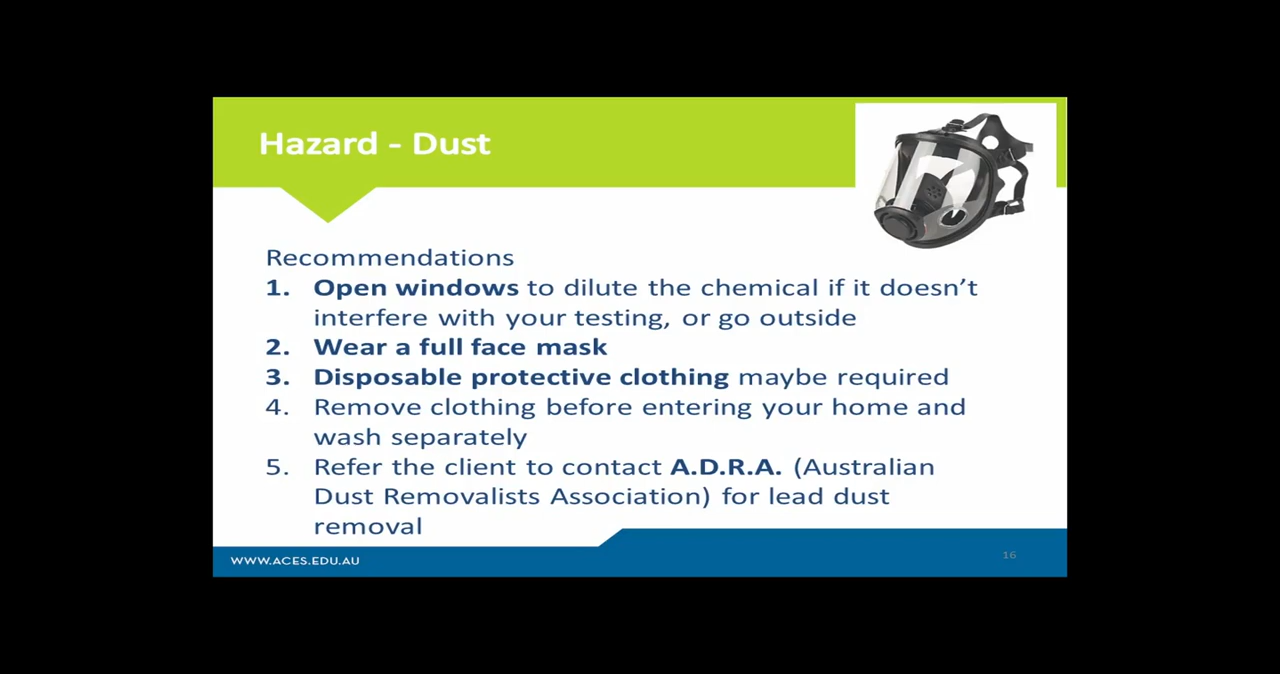 Hazard - Dust
Recommendations
1. Open windows to dilute the chemical if it doesn’t
interfere with your testing, or go outside
2. Wear a full face mask
3. Disposable protective clothing maybe required
4. Remove clothing before entering your home and
wash separately
5. Refer the client to contact A.D.R.A. (Australian
Dust Removalists Association) for lead dust
removal
WWW.ACES.EDU.AU
16